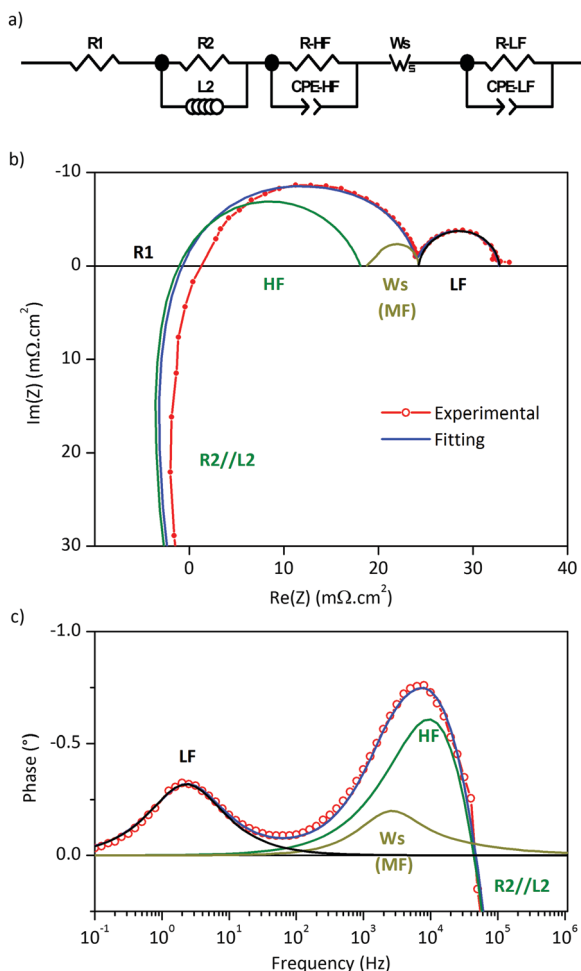 a)
R1 R2 R-HF Ws R-LF
L2 CPE-HF CPE-LF
b)
-10
0
10
20
30
Im(Z) (mΩ.cm²)
R1
HF
Ws
(MF)
LF
Experimental
Fitting
R2//L2
0 10 20 30 40
Re(Z) (mΩ.cm²)
c)
-1.0
-0.5
0.0
Phase (°)
LF
HF
Ws
(MF)
R2//L2
10⁻¹ 10⁰ 10¹ 10² 10³ 10⁴ 10⁵ 10⁶
Frequency (Hz)